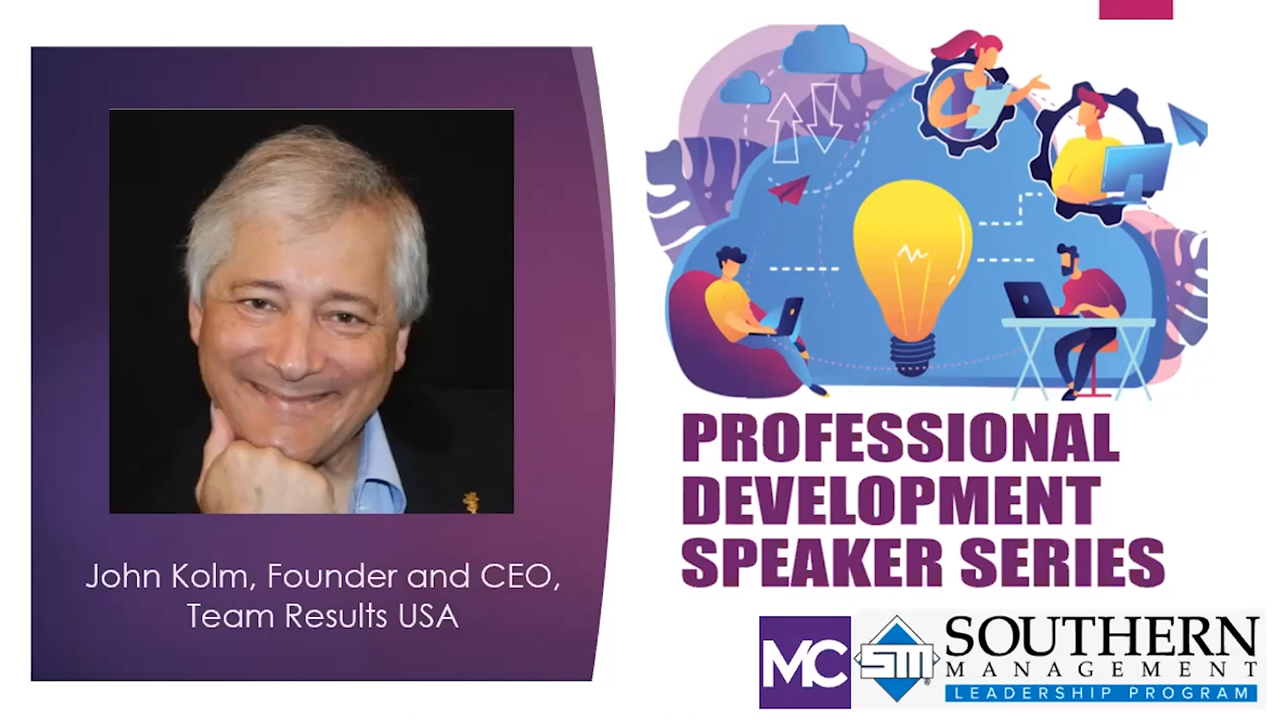 John Kolm, Founder and CEO,
Team Results USA
PROFESSIONAL
DEVELOPMENT
SPEAKER SERIES
MC
SM®
SOUTHERN
MANAGEMENT
LEADERSHIP PROGRAM